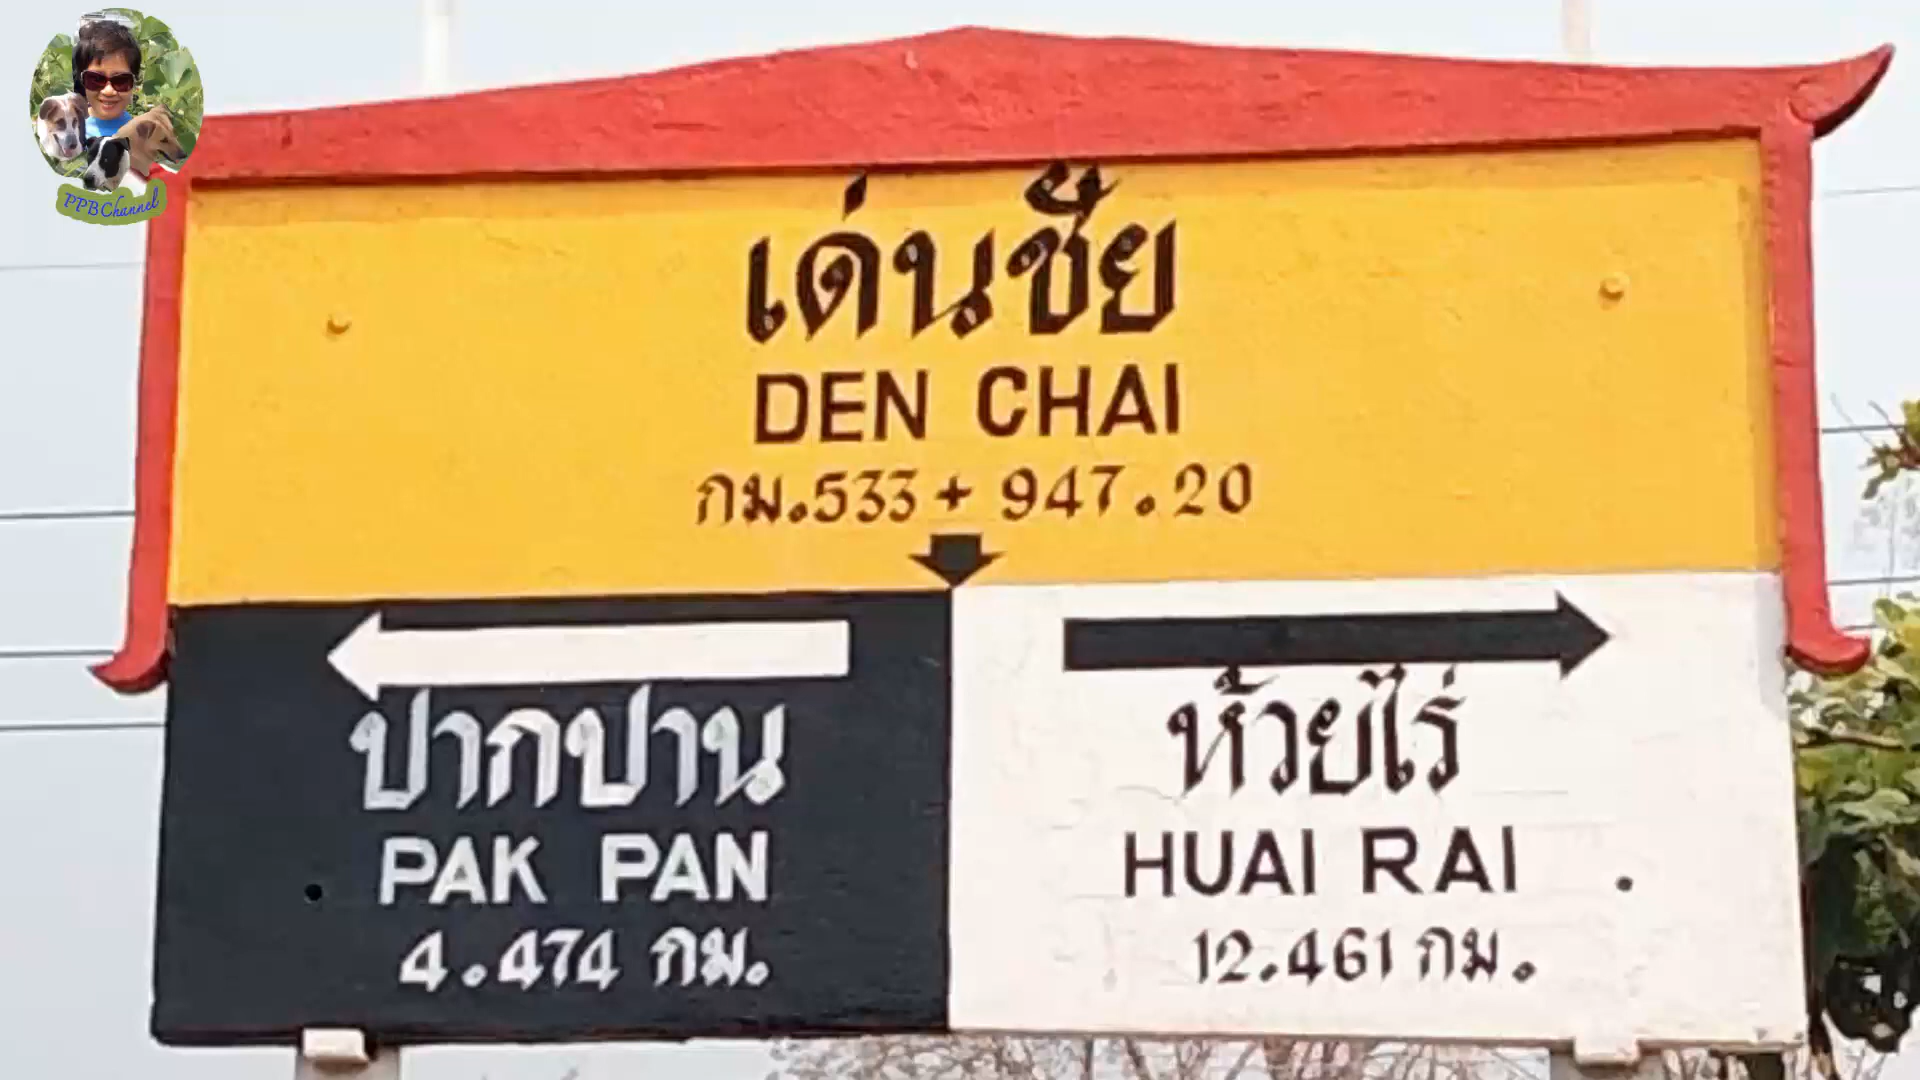 PPBChannel
เด่นชัย
DEN CHAI
กม.533+947.20
ปากปาน
PAK PAN
4.474 กม.
ห้วยไร่
HUAI RAI
12.461 กม.